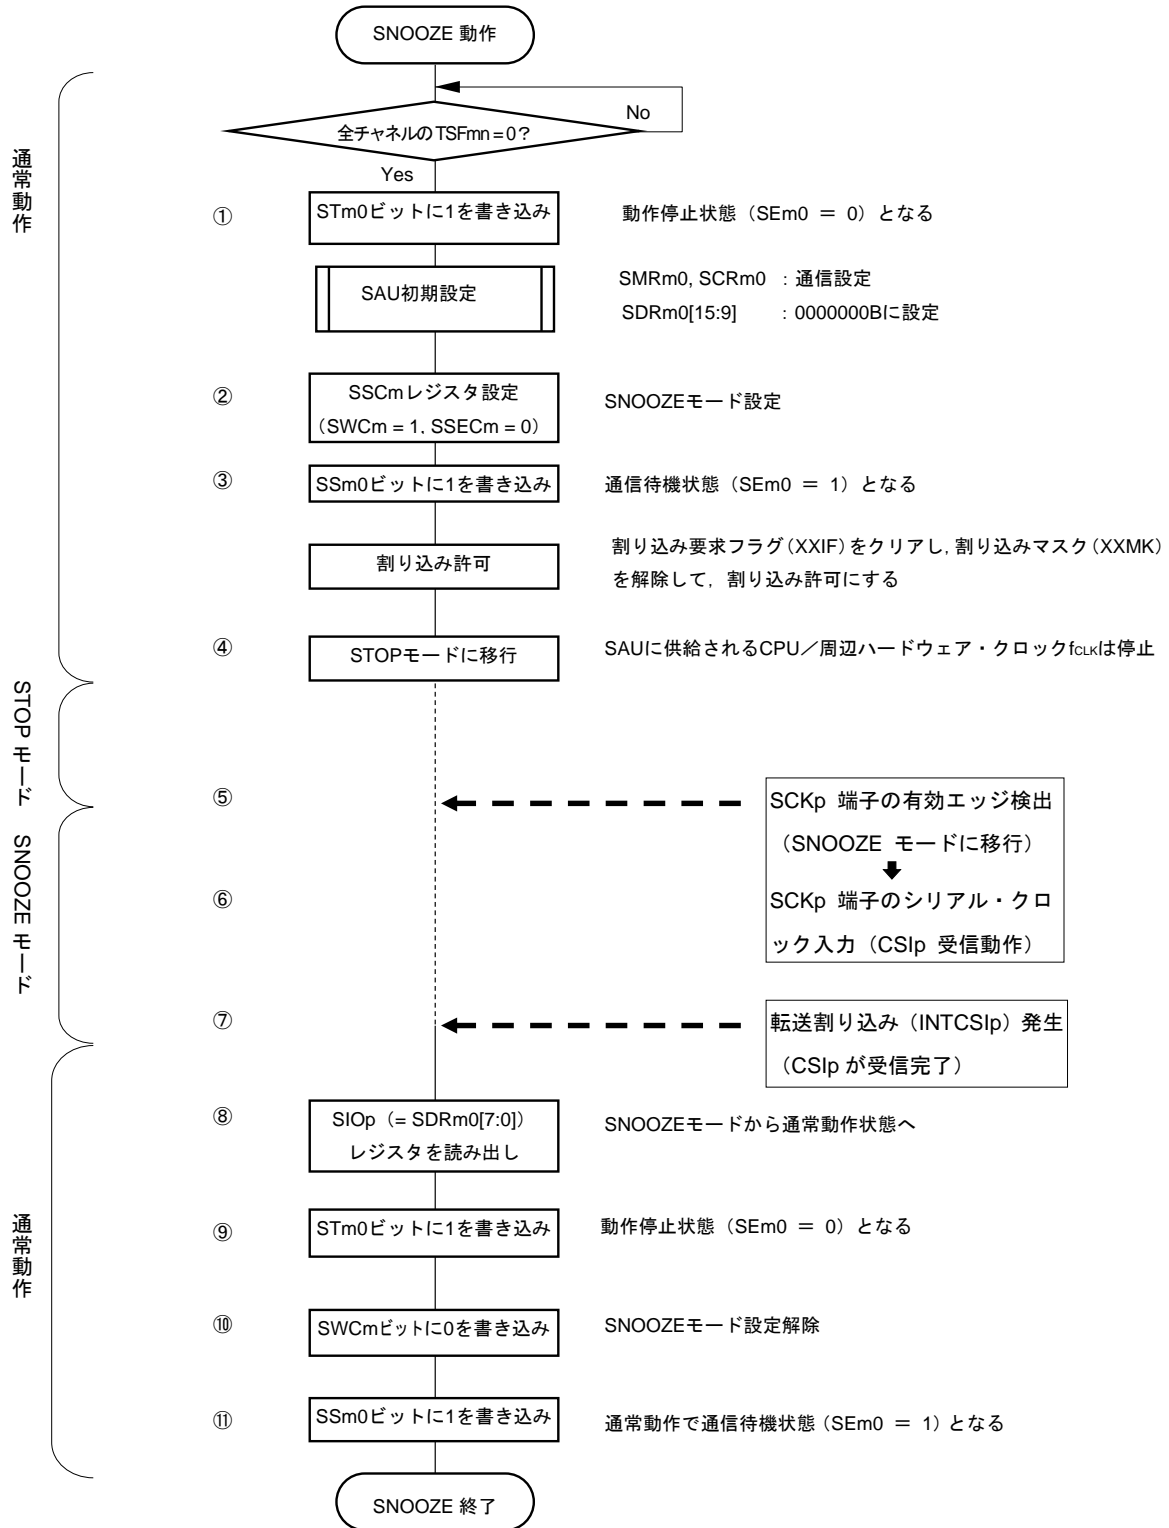 SNOOZE 動作
No
全チャネルのTSFmn = 0？
Yes
通常動作
①
STm0ビットに1を書き込み
動作停止状態（SEm0 ＝ 0）となる
SAU初期設定
SMRm0, SCRm0 ：通信設定
SDRm0[15:9] ：0000000Bに設定
②
SSCmレジスタ設定
（SWCm = 1, SSECm = 0）
SNOOZEモード設定
③
SSm0ビットに1を書き込み
通信待機状態（SEm0 ＝ 1）となる
割り込み許可
割り込み要求フラグ（XXIF）をクリアし，割り込みマスク（XXMK）
を解除して，割り込み許可にする
④
STOPモードに移行
SAUに供給されるCPU／周辺ハードウェア・クロックfCLKは停止
STOP モード
⑤
SCKp 端子の有効エッジ検出
（SNOOZE モードに移行）
SNOOZE モード
⑥
SCKp 端子のシリアル・クロ
ック入力（CSIp 受信動作）
⑦
転送割り込み（INTCSIp）発生
（CSIp が受信完了）
通常動作
⑧
SIOp（= SDRm0[7:0]）
レジスタを読み出し
SNOOZEモードから通常動作状態へ
⑨
STm0ビットに1を書き込み
動作停止状態（SEm0 ＝ 0）となる
⑩
SWCmビットに0を書き込み
SNOOZEモード設定解除
⑪
SSm0ビットに1を書き込み
通常動作で通信待機状態（SEm0 ＝ 1）となる
SNOOZE 終了